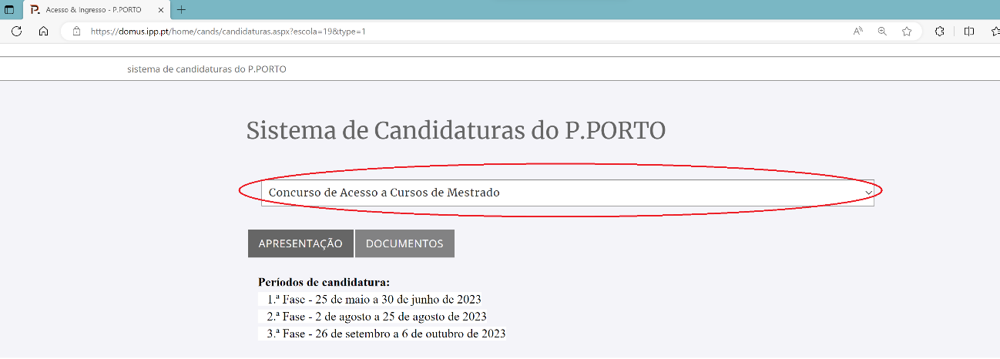 Acesso & Ingresso - P.PORTO
https://domus.ipp.pt/home/cands/candidaturas.aspx?escola=19&type=1
sistema de candidaturas do P.PORTO
Sistema de Candidaturas do P.PORTO
Concurso de Acesso a Cursos de Mestrado
APRESENTAÇÃO DOCUMENTOS
Períodos de candidatura:
1.ª Fase - 25 de maio a 30 de junho de 2023
2.ª Fase - 2 de agosto a 25 de agosto de 2023
3.ª Fase - 26 de setembro a 6 de outubro de 2023